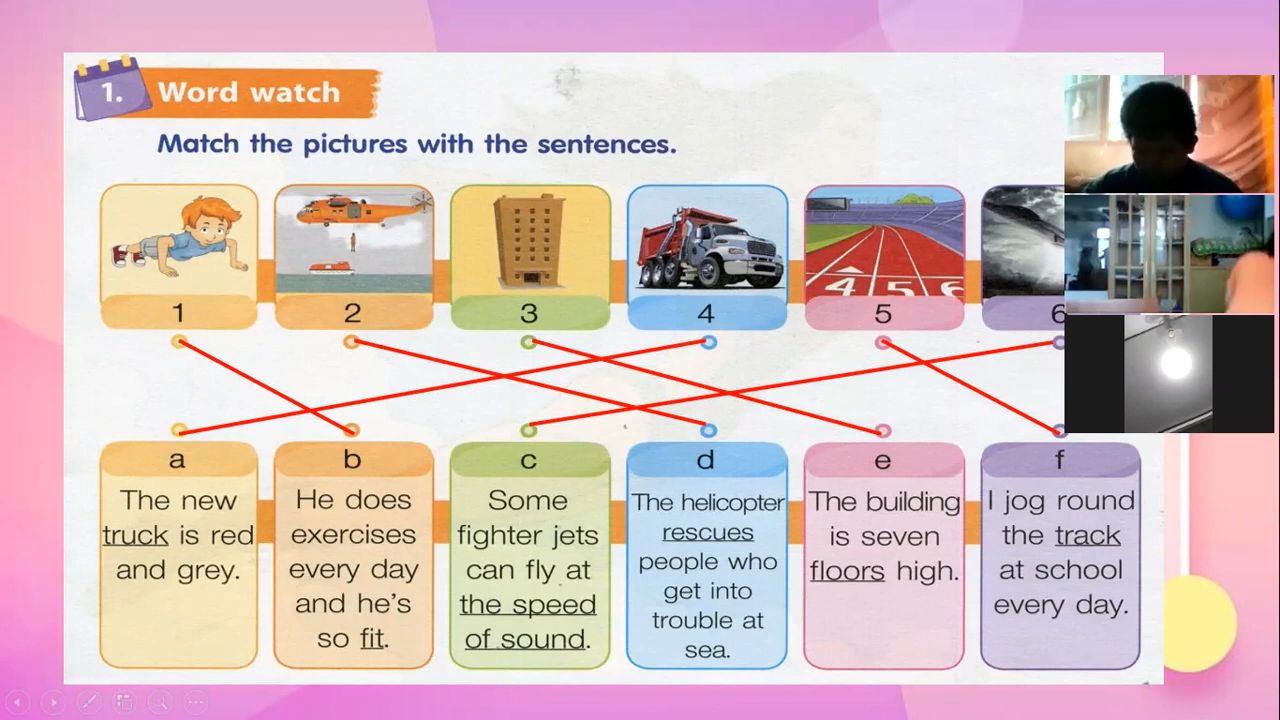 1.
Word watch
Match the pictures with the sentences.
4 5 6
1
2
3
4
5
6
a
The new
truck is red
and grey.
b
He does
exercises
every day
and he's
so fit.
c
Some
fighter jets
can fly at
the speed
of sound.
d
The helicopter
rescues
people who
get into
trouble at
sea.
e
The building
is seven
floors high.
f
I jog round
the track
at school
every day.